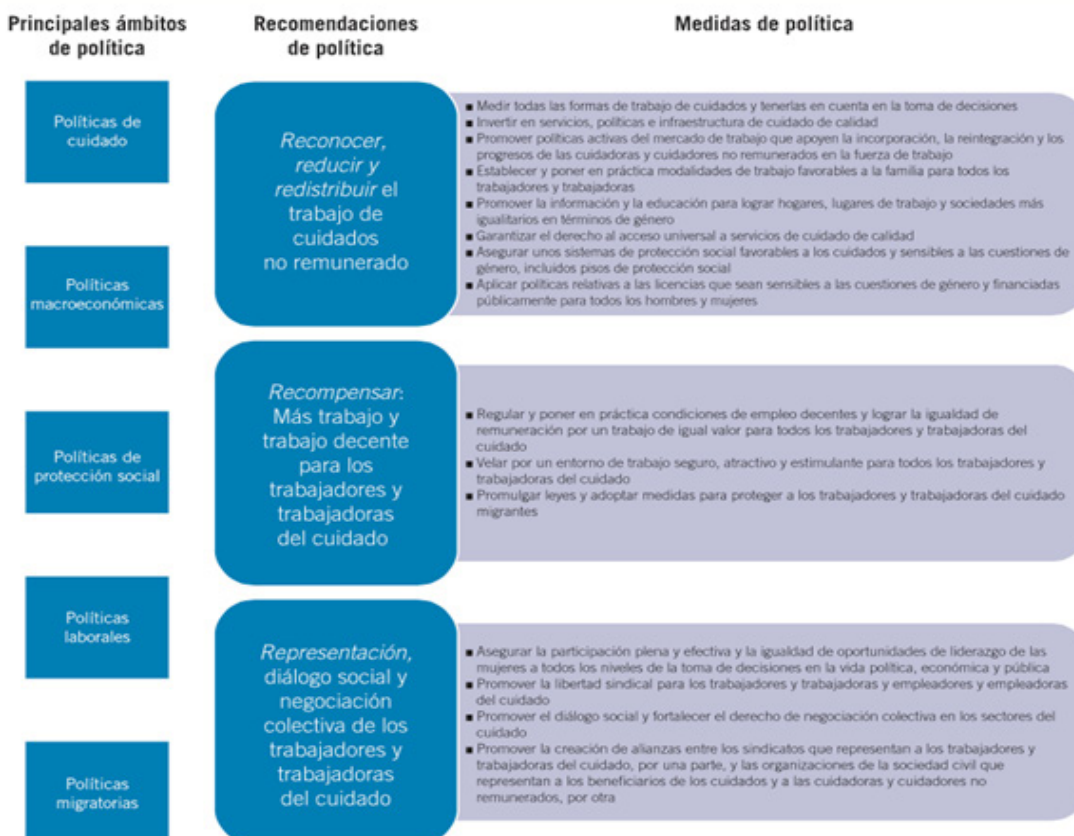 Principales ámbitos
de política
Recomendaciones
de política
Medidas de política
Políticas de
cuidado
Políticas
macroeconómicas
Políticas de
protección social
Políticas
laborales
Políticas
migratorias
Reconocer,
reducir y
redistribuir el
trabajo de
cuidados
no remunerado
■ Medir todas las formas de trabajo de cuidados y tenerlas en cuenta en la toma de decisiones
■ Invertir en servicios, políticas e infraestructura de cuidado de calidad
■ Promover políticas activas del mercado de trabajo que apoyen la incorporación, la reintegración y los
progresos de las cuidadoras y cuidadores no remunerados en la fuerza de trabajo
■ Establecer y poner en práctica modalidades de trabajo favorables a la familia para todos los
trabajadores y trabajadoras
■ Promover la información y la educación para lograr hogares, lugares de trabajo y sociedades más
igualitarios en términos de género
■ Garantizar el derecho al acceso universal a servicios de cuidado de calidad
■ Asegurar unos sistemas de protección social favorables a los cuidados y sensibles a las cuestiones de
género, incluidos pisos de protección social
■ Aplicar políticas relativas a las licencias que sean sensibles a las cuestiones de género y financiadas
públicamente para todos los hombres y mujeres
Recompensar:
Más trabajo y
trabajo decente
para los
trabajadores y
trabajadoras
del cuidado
■ Regular y poner en práctica condiciones de empleo decentes y lograr la igualdad de
remuneración por un trabajo de igual valor para todos los trabajadores y trabajadoras del
cuidado
■ Velar por un entorno de trabajo seguro, atractivo y estimulante para todos los trabajadores y
trabajadoras del cuidado
■ Promulgar leyes y adoptar medidas para proteger a los trabajadores y trabajadoras del cuidado
migrantes
Representación,
diálogo social y
negociación
colectiva de los
trabajadores y
trabajadoras
del cuidado
■ Asegurar la participación plena y efectiva y la igualdad de oportunidades de liderazgo de las
mujeres a todos los niveles de la toma de decisiones en la vida política, económica y pública
■ Promover la libertad sindical para los trabajadores y trabajadoras y empleadores y empleadoras
del cuidado
■ Promover el diálogo social y fortalecer el derecho de negociación colectiva en los sectores del
cuidado
■ Promover la creación de alianzas entre los sindicatos que representan a los trabajadores y
trabajadoras del cuidado, por una parte, y las organizaciones de la sociedad civil que
representan a los beneficiarios de los cuidados y a las cuidadoras y cuidadores no
remunerados, por otra